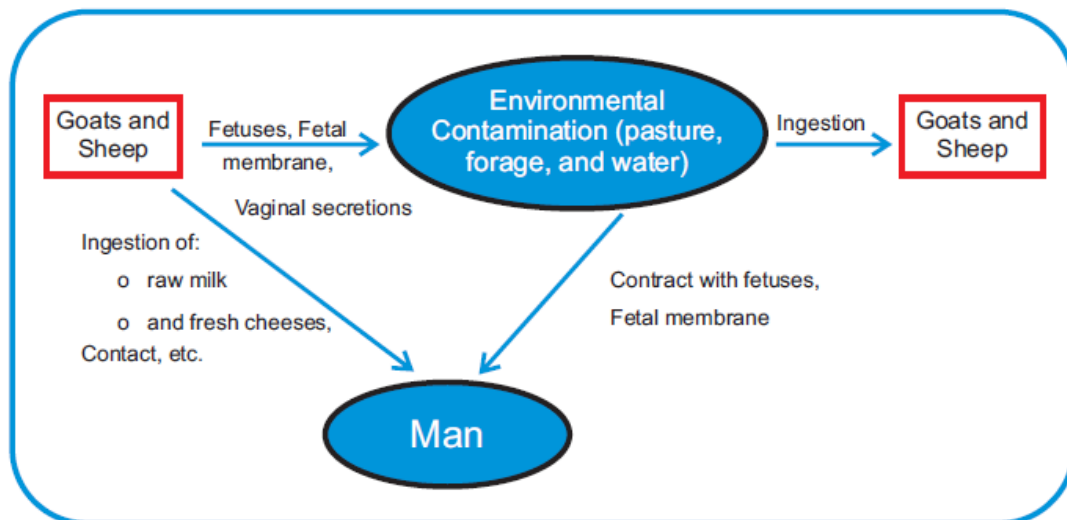 Goats and
Sheep
Fetuses, Fetal
membrane,
Vaginal secretions
Environmental
Contamination (pasture,
forage, and water)
Ingestion
Goats and
Sheep
Ingestion of:
o raw milk
o and fresh cheeses,
Contact, etc.
Contract with fetuses,
Fetal membrane
Man